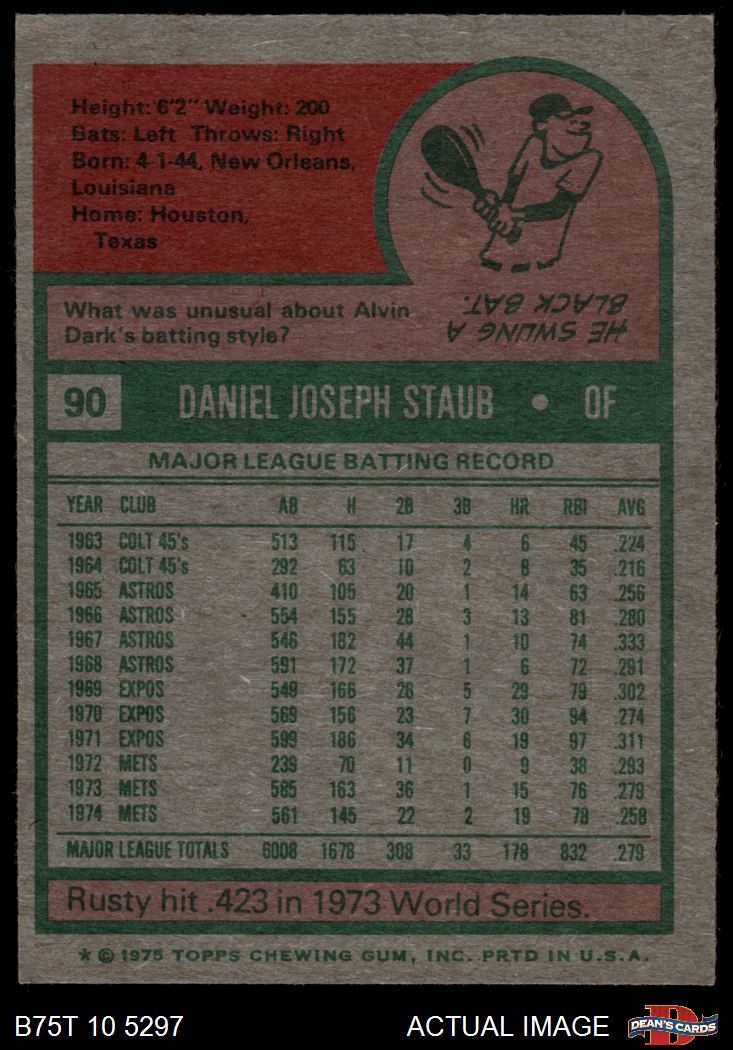 Height: 6'2" Weight: 200
Bats: Left Throws: Right
Born: 4-1-44, New Orleans,
Louisiana
Home: Houston,
Texas
What was unusual about Alvin
Dark's batting style?
HE SWUNG A
BLACK BAT.
90 DANIEL JOSEPH STAUB • OF
MAJOR LEAGUE BATTING RECORD
YEAR CLUB AB H 2B 3B HR RBI AVG
1963 COLT 45's 513 115 17 4 6 45 .224
1964 COLT 45's 292 63 10 2 8 35 .216
1965 ASTROS 410 105 20 1 14 63 .256
1966 ASTROS 554 155 28 3 13 81 .280
1967 ASTROS 546 182 44 1 10 74 .333
1968 ASTROS 591 172 37 1 6 72 .291
1969 EXPOS 549 166 26 5 29 79 .302
1970 EXPOS 569 156 23 7 30 94 .274
1971 EXPOS 599 186 34 6 19 97 .311
1972 METS 239 70 11 0 9 38 .293
1973 METS 585 163 36 1 15 76 .279
1974 METS 561 145 22 2 19 78 .258
MAJOR LEAGUE TOTALS 6008 1678 308 33 178 832 .279
Rusty hit .423 in 1973 World Series.
* © 1975 TOPPS CHEWING GUM, INC. PRTD IN U.S.A.
B75T 10 5297 ACTUAL IMAGE DEAN'S CARDS